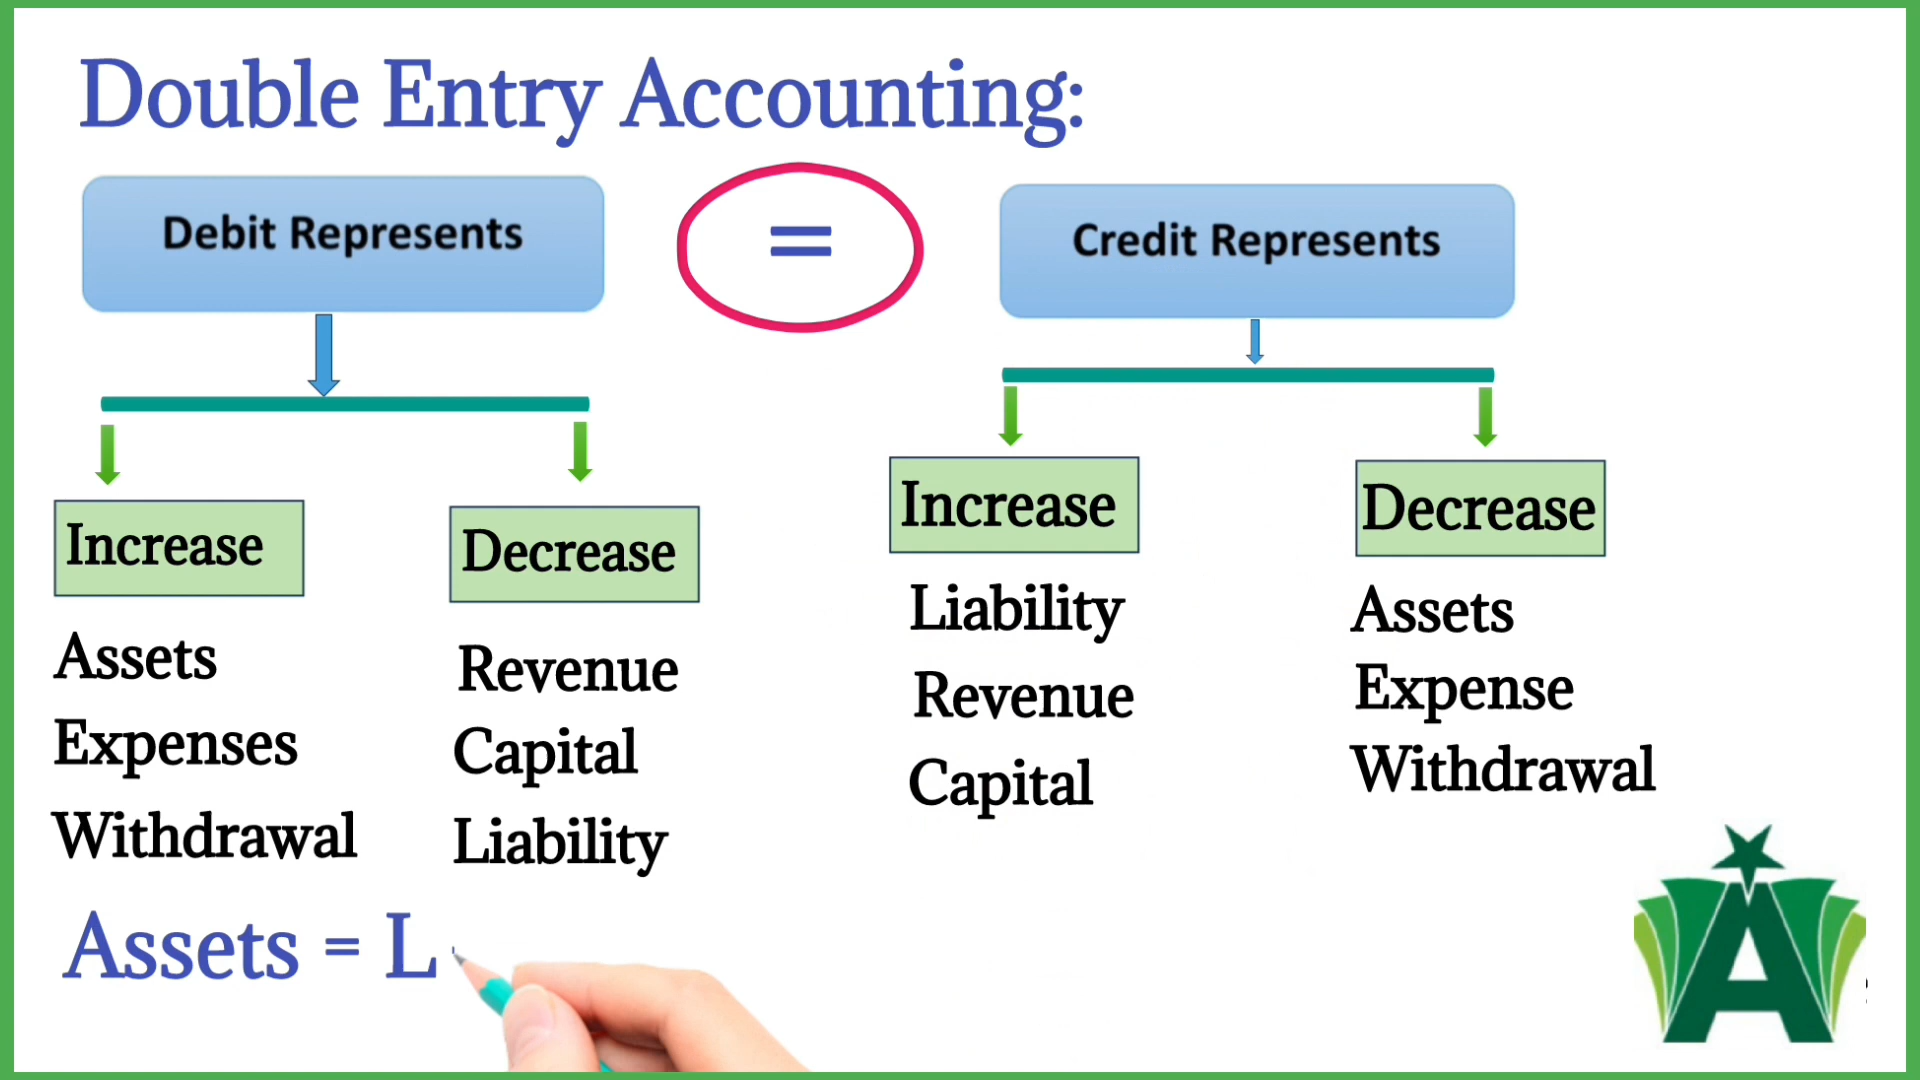 Double Entry Accounting:
Debit Represents
=
Credit Represents
Increase
Assets
Expenses
Withdrawal
Decrease
Revenue
Capital
Liability
Increase
Liability
Revenue
Capital
Decrease
Assets
Expense
Withdrawal
Assets = L
A